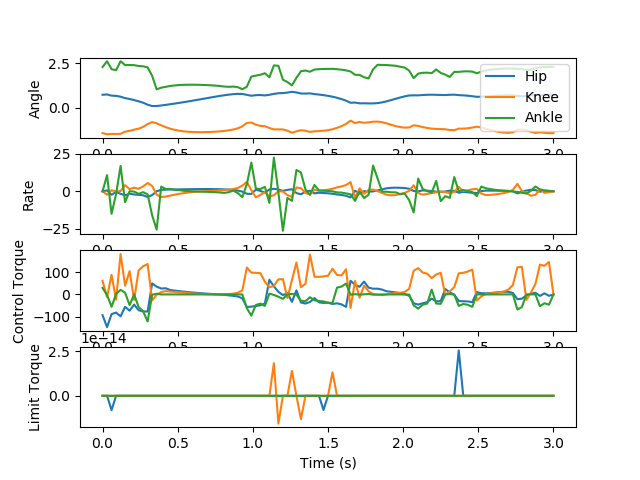 2.5
0.0
Angle
Hip
Knee
Ankle
0.0 0.5 1.0 1.5 2.0 2.5 3.0
25
0
−25
Rate
0.0 0.5 1.0 1.5 2.0 2.5 3.0
100
0
−100
Control Torque
0.0 0.5 1.0 1.5 2.0 2.5 3.0
1e−14
2.5
0.0
Limit Torque
0.0 0.5 1.0 1.5 2.0 2.5 3.0
Time (s)